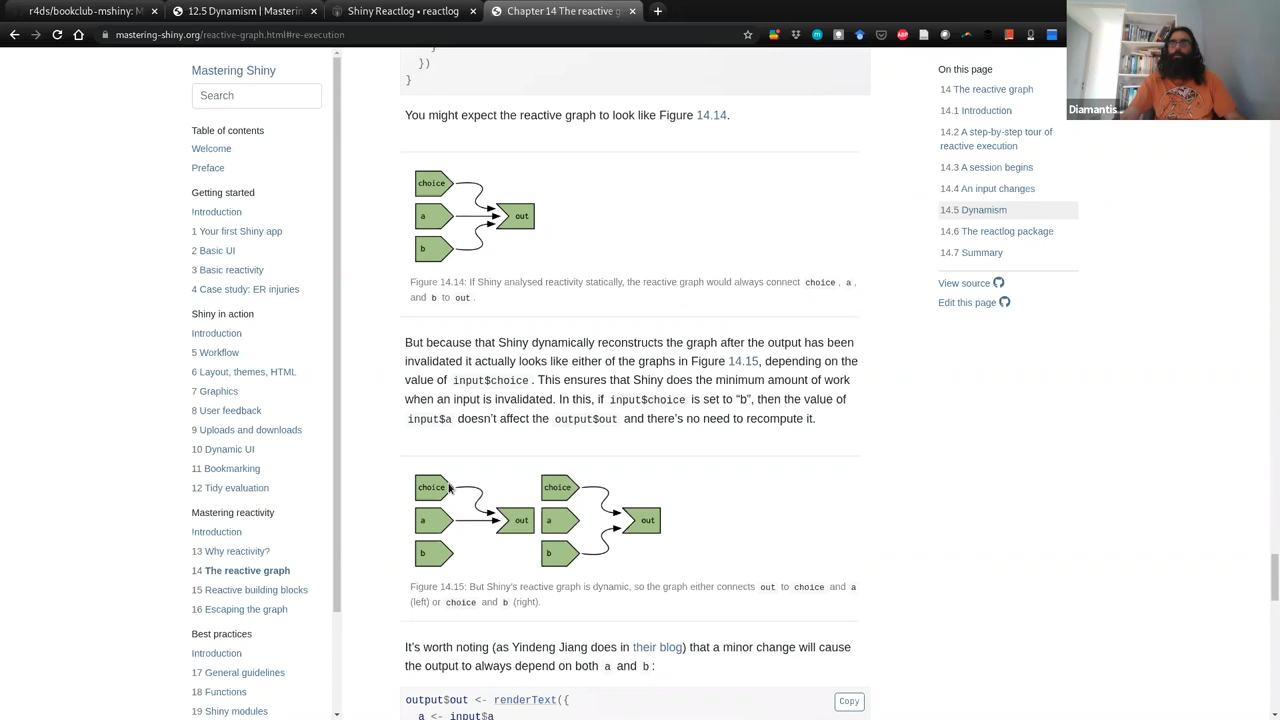 r4ds/bookclub-mshiny: M
12.5 Dynamism | Masterin
Shiny Reactlog • reactlog
Chapter 14 The reactive g
mastering-shiny.org/reactive-graph.html#re-execution
Diamantis...
Mastering Shiny
Search
Table of contents
Welcome
Preface
Getting started
Introduction
1 Your first Shiny app
2 Basic UI
3 Basic reactivity
4 Case study: ER injuries
Shiny in action
Introduction
5 Workflow
6 Layout, themes, HTML
7 Graphics
8 User feedback
9 Uploads and downloads
10 Dynamic UI
11 Bookmarking
12 Tidy evaluation
Mastering reactivity
Introduction
13 Why reactivity?
14 The reactive graph
15 Reactive building blocks
16 Escaping the graph
Best practices
Introduction
17 General guidelines
18 Functions
19 Shiny modules
}
})
}
You might expect the reactive graph to look like Figure 14.14.
choice
a
out
b
Figure 14.14: If Shiny analysed reactivity statically, the reactive graph would always connect choice, a,
and b to out.
But because that Shiny dynamically reconstructs the graph after the output has been
invalidated it actually looks like either of the graphs in Figure 14.15, depending on the
value of input$choice. This ensures that Shiny does the minimum amount of work
when an input is invalidated. In this, if input$choice is set to “b”, then the value of
input$a doesn’t affect the output$out and there’s no need to recompute it.
choice choice
a out a out
b b
Figure 14.15: But Shiny’s reactive graph is dynamic, so the graph either connects out to choice and a
(left) or choice and b (right).
It’s worth noting (as Yindeng Jiang does in their blog) that a minor change will cause
the output to always depend on both a and b:
output$out <- renderText({
Copy
a <- input$a
On this page
14 The reactive graph
14.1 Introduction
14.2 A step-by-step tour of
reactive execution
14.3 A session begins
14.4 An input changes
14.5 Dynamism
14.6 The reactlog package
14.7 Summary
View source
Edit this page